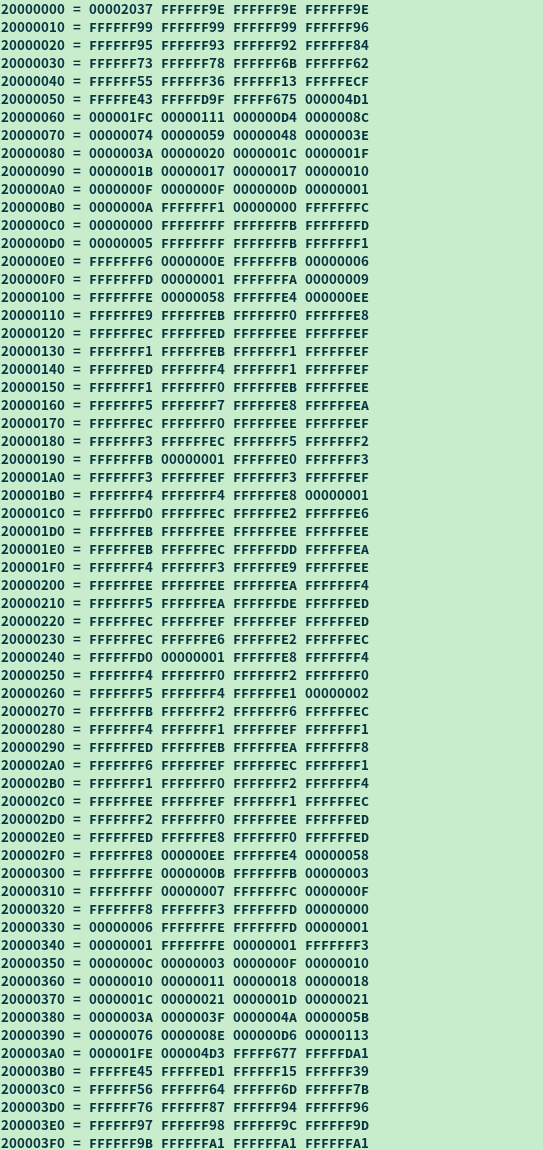 20000000 = 00002037 FFFFFF9E FFFFFF9E FFFFFF9E
20000010 = FFFFFF99 FFFFFF99 FFFFFF99 FFFFFF96
20000020 = FFFFFF95 FFFFFF93 FFFFFF92 FFFFFF84
20000030 = FFFFFF73 FFFFFF78 FFFFFF6B FFFFFF62
20000040 = FFFFFF55 FFFFFF36 FFFFFF13 FFFFFECF
20000050 = FFFFFE43 FFFFFD9F FFFFF675 000004D1
20000060 = 000001FC 00000111 000000D4 0000008C
20000070 = 00000074 00000059 00000048 0000003E
20000080 = 0000003A 00000020 0000001C 0000001F
20000090 = 0000001B 00000017 00000017 00000010
200000A0 = 0000000F 0000000F 0000000D 00000001
200000B0 = 0000000A FFFFFFF1 00000000 FFFFFFFC
200000C0 = 00000000 FFFFFFFF FFFFFFFB FFFFFFFD
200000D0 = 00000005 FFFFFFFF FFFFFFFB FFFFFFF1
200000E0 = FFFFFFF6 0000000E FFFFFFFB 00000006
200000F0 = FFFFFFFD 00000001 FFFFFFFA 00000009
20000100 = FFFFFFFE 00000058 FFFFFFE4 000000EE
20000110 = FFFFFFE9 FFFFFFEB FFFFFFF0 FFFFFFE8
20000120 = FFFFFFEC FFFFFFED FFFFFFEE FFFFFFEF
20000130 = FFFFFFF1 FFFFFFEB FFFFFFF1 FFFFFFEF
20000140 = FFFFFFED FFFFFFF4 FFFFFFF1 FFFFFFEF
20000150 = FFFFFFF1 FFFFFFF0 FFFFFFEB FFFFFFEE
20000160 = FFFFFFF5 FFFFFFF7 FFFFFFE8 FFFFFFEA
20000170 = FFFFFFEC FFFFFFF0 FFFFFFEE FFFFFFEF
20000180 = FFFFFFF3 FFFFFFEC FFFFFFF5 FFFFFFF2
20000190 = FFFFFFFB 00000001 FFFFFFE0 FFFFFFF3
200001A0 = FFFFFFF3 FFFFFFEF FFFFFFF3 FFFFFFEF
200001B0 = FFFFFFF4 FFFFFFF4 FFFFFFE8 00000001
200001C0 = FFFFFFD0 FFFFFFEC FFFFFFE2 FFFFFFE6
200001D0 = FFFFFFEB FFFFFFEE FFFFFFEE FFFFFFEE
200001E0 = FFFFFFEB FFFFFFEC FFFFFFDD FFFFFFEA
200001F0 = FFFFFFF4 FFFFFFF3 FFFFFFE9 FFFFFFEE
20000200 = FFFFFFEE FFFFFFEE FFFFFFEA FFFFFFF4
20000210 = FFFFFFF5 FFFFFFEA FFFFFFDE FFFFFFED
20000220 = FFFFFFEC FFFFFFEF FFFFFFEF FFFFFFED
20000230 = FFFFFFEC FFFFFFE6 FFFFFFE2 FFFFFFEC
20000240 = FFFFFFD0 00000001 FFFFFFE8 FFFFFFF4
20000250 = FFFFFFF4 FFFFFFF0 FFFFFFF2 FFFFFFF0
20000260 = FFFFFFF5 FFFFFFF4 FFFFFFE1 00000002
20000270 = FFFFFFFB FFFFFFF2 FFFFFFF6 FFFFFFEC
20000280 = FFFFFFF4 FFFFFFF1 FFFFFFEF FFFFFFF1
20000290 = FFFFFFED FFFFFFEB FFFFFFEA FFFFFFF8
200002A0 = FFFFFFF6 FFFFFFEF FFFFFFEC FFFFFFF1
200002B0 = FFFFFFF1 FFFFFFF0 FFFFFFF2 FFFFFFF4
200002C0 = FFFFFFEE FFFFFFEF FFFFFFF1 FFFFFFEC
200002D0 = FFFFFFF2 FFFFFFF0 FFFFFFEE FFFFFFED
200002E0 = FFFFFFED FFFFFFE8 FFFFFFF0 FFFFFFED
200002F0 = FFFFFFE8 000000EE FFFFFFE4 00000058
20000300 = FFFFFFFE 0000000B FFFFFFFB 00000003
20000310 = FFFFFFFF 00000007 FFFFFFFC 0000000F
20000320 = FFFFFFF8 FFFFFFF3 FFFFFFFD 00000000
20000330 = 00000006 FFFFFFFE FFFFFFFD 00000001
20000340 = 00000001 FFFFFFFE 00000001 FFFFFFF3
20000350 = 0000000C 00000003 0000000F 00000010
20000360 = 00000010 00000011 00000018 00000018
20000370 = 0000001C 00000021 0000001D 00000021
20000380 = 0000003A 0000003F 0000004A 0000005B
20000390 = 00000076 0000008E 000000D6 00000113
200003A0 = 000001FE 000004D3 FFFFF677 FFFFFDA1
200003B0 = FFFFFE45 FFFFFED1 FFFFFF15 FFFFFF39
200003C0 = FFFFFF56 FFFFFF64 FFFFFF6D FFFFFF7B
200003D0 = FFFFFF76 FFFFFF87 FFFFFF94 FFFFFF96
200003E0 = FFFFFF97 FFFFFF98 FFFFFF9C FFFFFF9D
200003F0 = FFFFFF9B FFFFFFA1 FFFFFFA1 FFFFFFA1